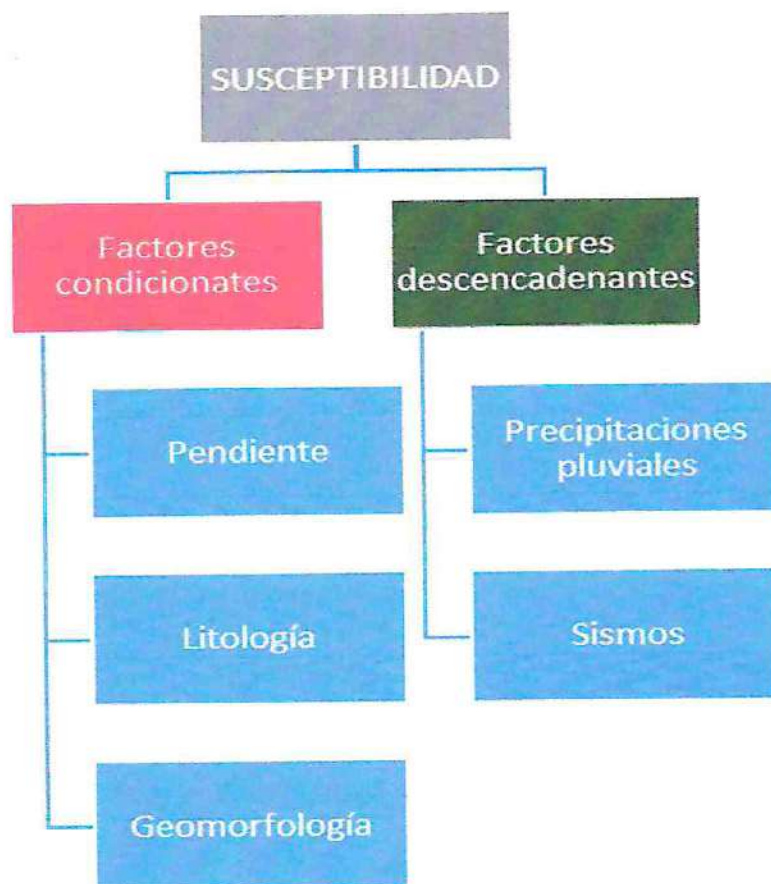 SUSCEPTIBILIDAD
Factores
condicionates
Factores
descencadenantes
Pendiente
Precipitaciones
pluviales
Litología
Sismos
Geomorfología